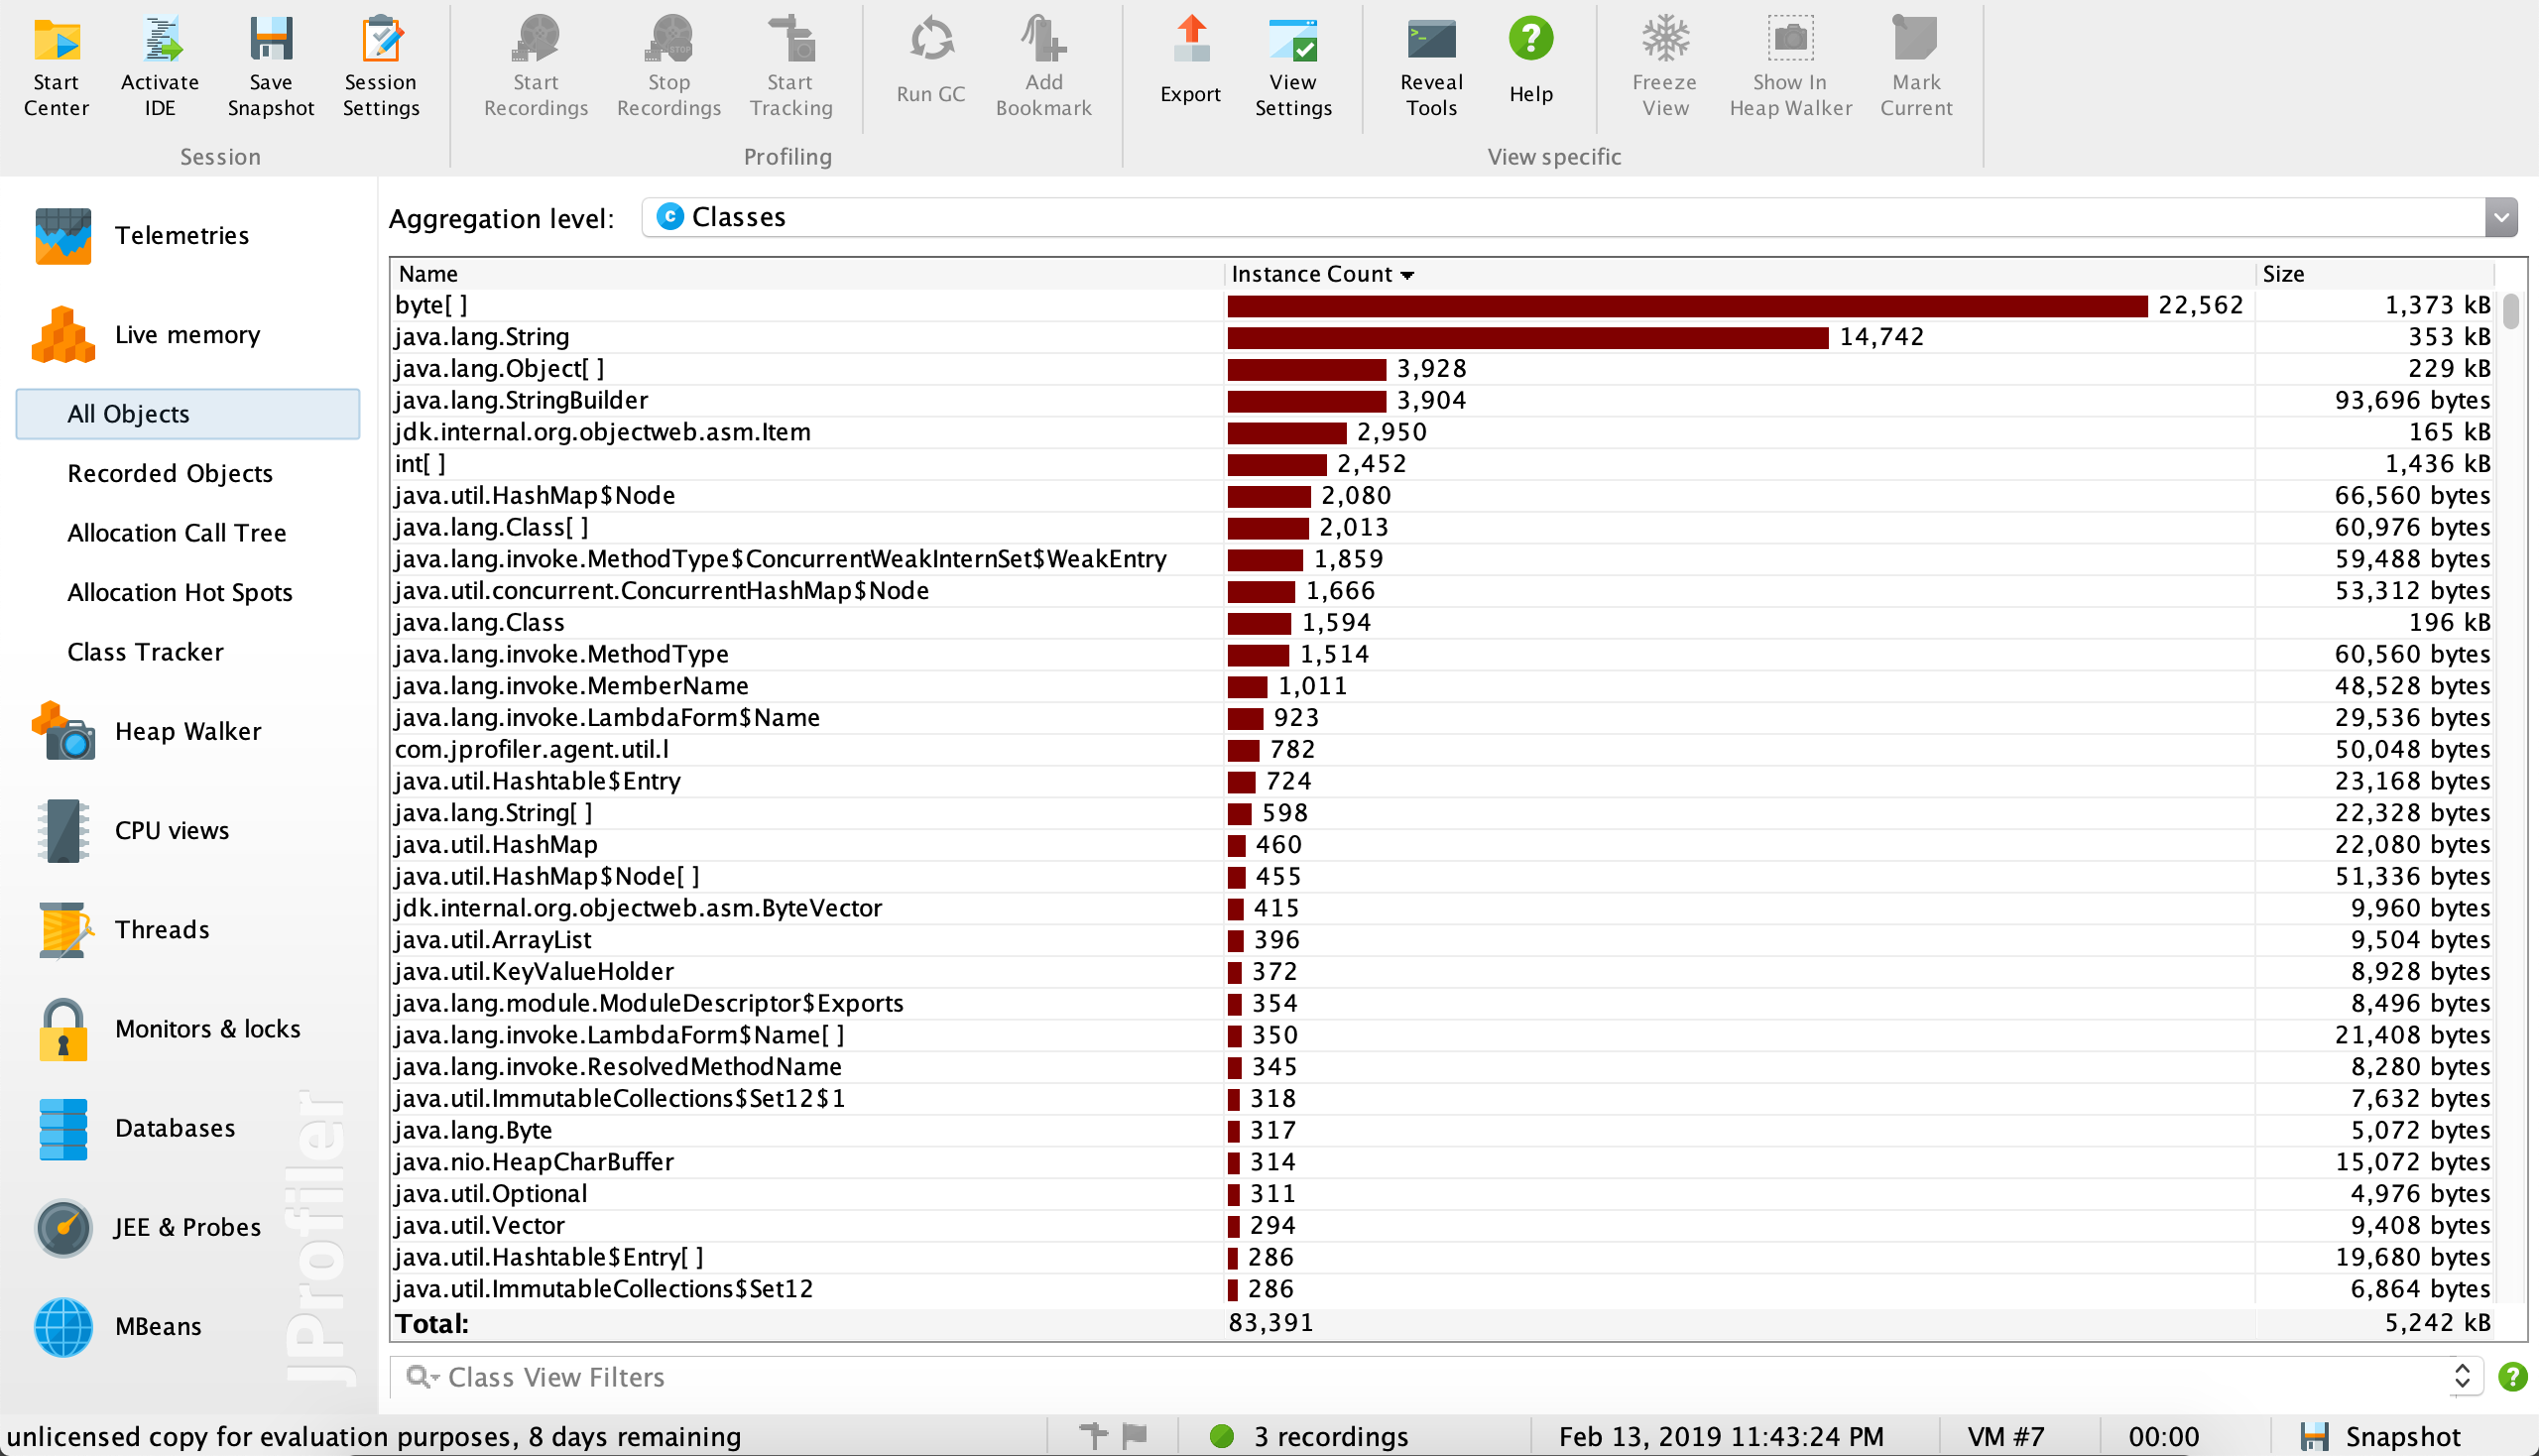 Start Center
Activate IDE
Save Snapshot
Session Settings
Start Recordings
Stop Recordings
Start Tracking
Run GC
Add Bookmark
Export
View Settings
Reveal Tools
Help
Freeze View
Show In Heap Walker
Mark Current
Session
Profiling
View specific
Telemetries
Live memory
All Objects
Recorded Objects
Allocation Call Tree
Allocation Hot Spots
Class Tracker
Heap Walker
CPU views
Threads
Monitors & locks
Databases
JEE & Probes
MBeans
JProfiler
Aggregation level: Classes
Name Instance Count Size
byte[ ] 22,562 1,373 kB
java.lang.String 14,742 353 kB
java.lang.Object[ ] 3,928 229 kB
java.lang.StringBuilder 3,904 93,696 bytes
jdk.internal.org.objectweb.asm.Item 2,950 165 kB
int[ ] 2,452 1,436 kB
java.util.HashMap$Node 2,080 66,560 bytes
java.lang.Class[ ] 2,013 60,976 bytes
java.lang.invoke.MethodType$ConcurrentWeakInternSet$WeakEntry 1,859 59,488 bytes
java.util.concurrent.ConcurrentHashMap$Node 1,666 53,312 bytes
java.lang.Class 1,594 196 kB
java.lang.invoke.MethodType 1,514 60,560 bytes
java.lang.invoke.MemberName 1,011 48,528 bytes
java.lang.invoke.LambdaForm$Name 923 29,536 bytes
com.jprofiler.agent.util.l 782 50,048 bytes
java.util.Hashtable$Entry 724 23,168 bytes
java.lang.String[ ] 598 22,328 bytes
java.util.HashMap 460 22,080 bytes
java.util.HashMap$Node[ ] 455 51,336 bytes
jdk.internal.org.objectweb.asm.ByteVector 415 9,960 bytes
java.util.ArrayList 396 9,504 bytes
java.util.KeyValueHolder 372 8,928 bytes
java.lang.module.ModuleDescriptor$Exports 354 8,496 bytes
java.lang.invoke.LambdaForm$Name[ ] 350 21,408 bytes
java.lang.invoke.ResolvedMethodName 345 8,280 bytes
java.util.ImmutableCollections$Set12$1 318 7,632 bytes
java.lang.Byte 317 5,072 bytes
java.nio.HeapCharBuffer 314 15,072 bytes
java.util.Optional 311 4,976 bytes
java.util.Vector 294 9,408 bytes
java.util.Hashtable$Entry[ ] 286 19,680 bytes
java.util.ImmutableCollections$Set12 286 6,864 bytes
Total: 83,391 5,242 kB
Class View Filters
unlicensed copy for evaluation purposes, 8 days remaining
3 recordings
Feb 13, 2019 11:43:24 PM
VM #7
00:00
Snapshot